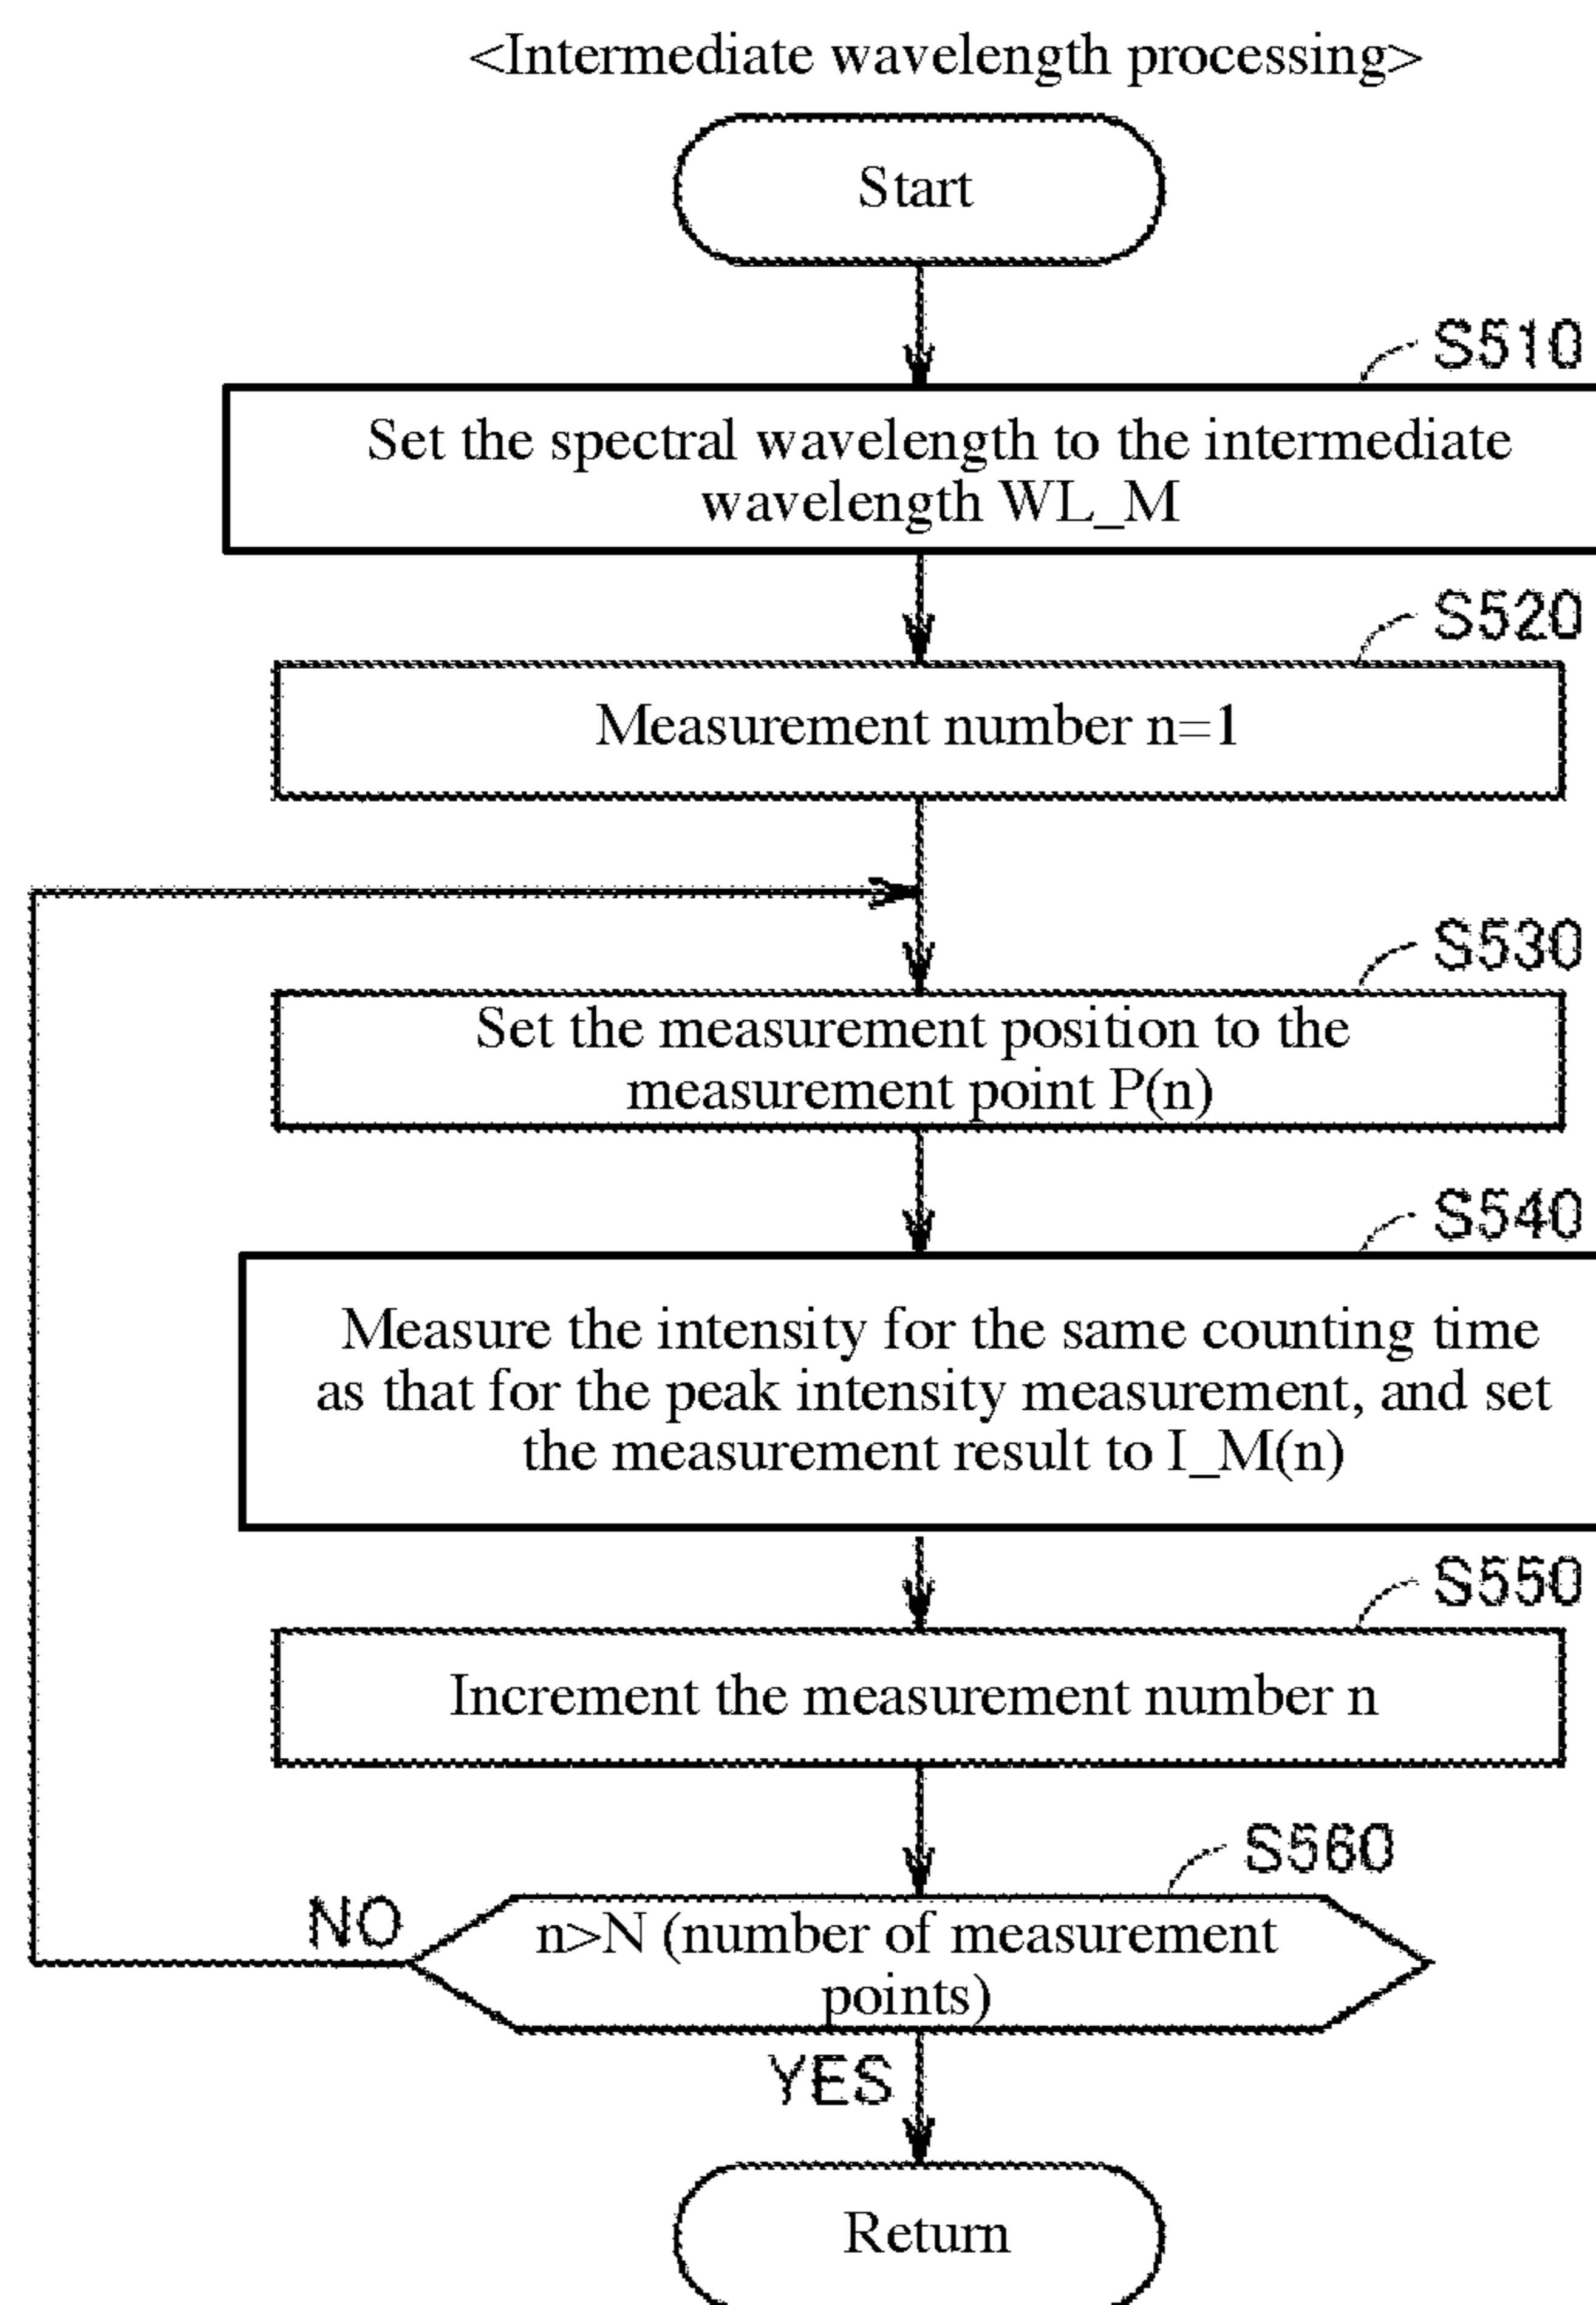 <Intermediate wavelength processing>
Start
S510
Set the spectral wavelength to the intermediate
wavelength WL_M
S520
Measurement number n=1
S530
Set the measurement position to the
measurement point P(n)
S540
Measure the intensity for the same counting time
as that for the peak intensity measurement, and set
the measurement result to I_M(n)
S550
Increment the measurement number n
S560
NO
n>N (number of measurement
points)
YES
Return